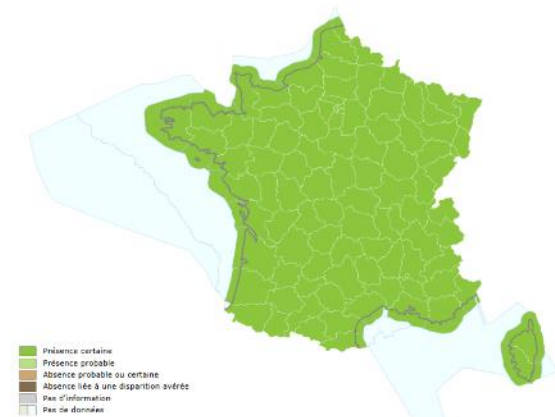 Présence certaine
Présence probable
Absence probable ou certaine
Absence liée à une disparition avérée
Pas d'information
Pas de données